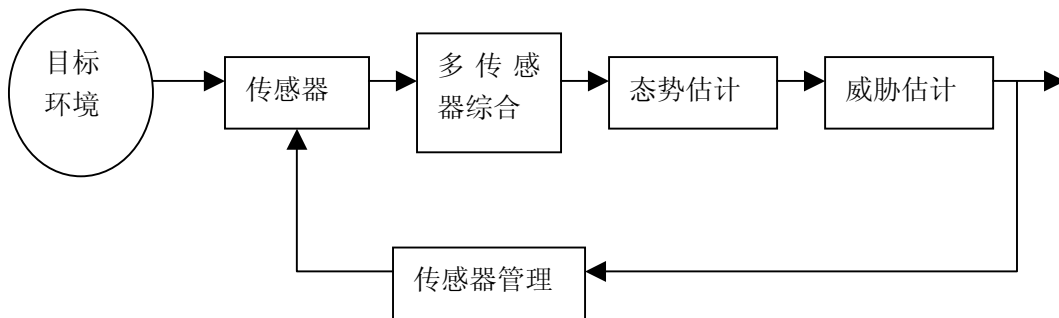 目标
环境
传感器
多传感
器综合
态势估计
威胁估计
传感器管理